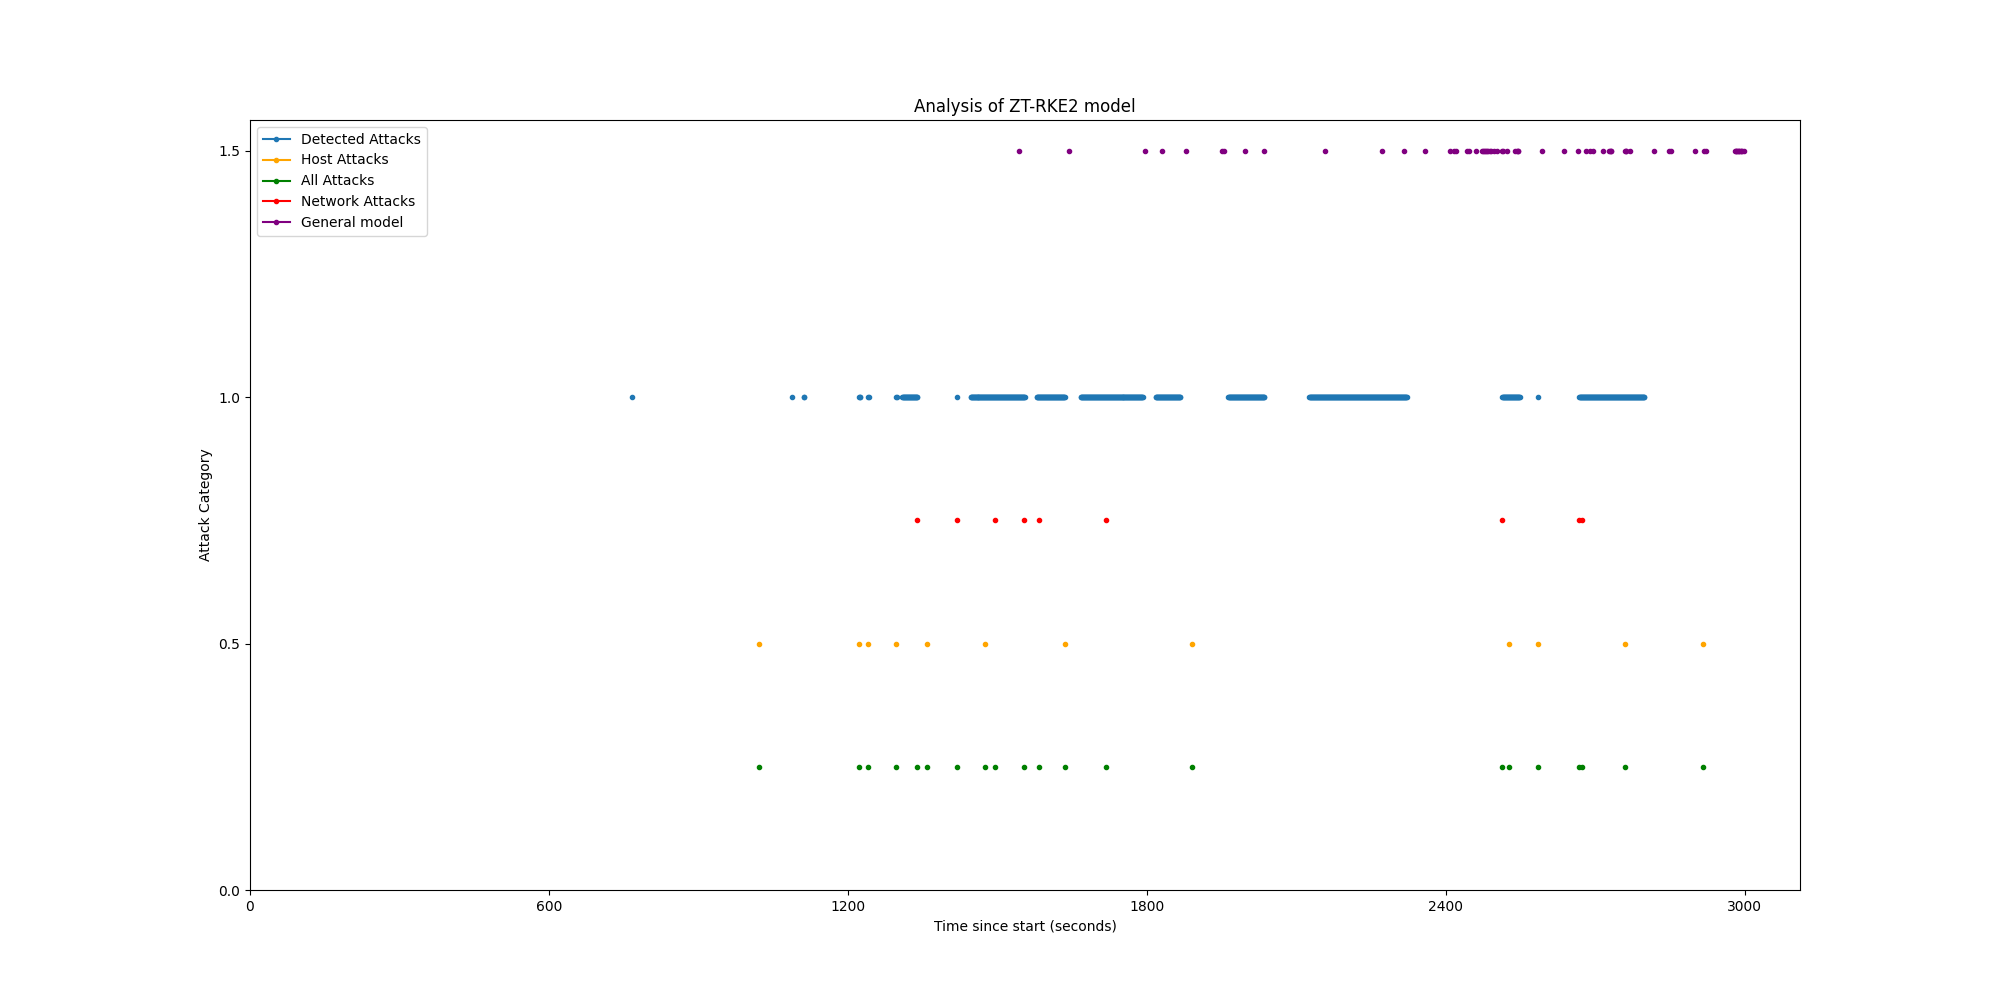 Analysis of ZT-RKE2 model
Detected Attacks
Host Attacks
All Attacks
Network Attacks
General model
1.5
1.0
0.5
0.0
Attack Category
0 600 1200 1800 2400 3000
Time since start (seconds)